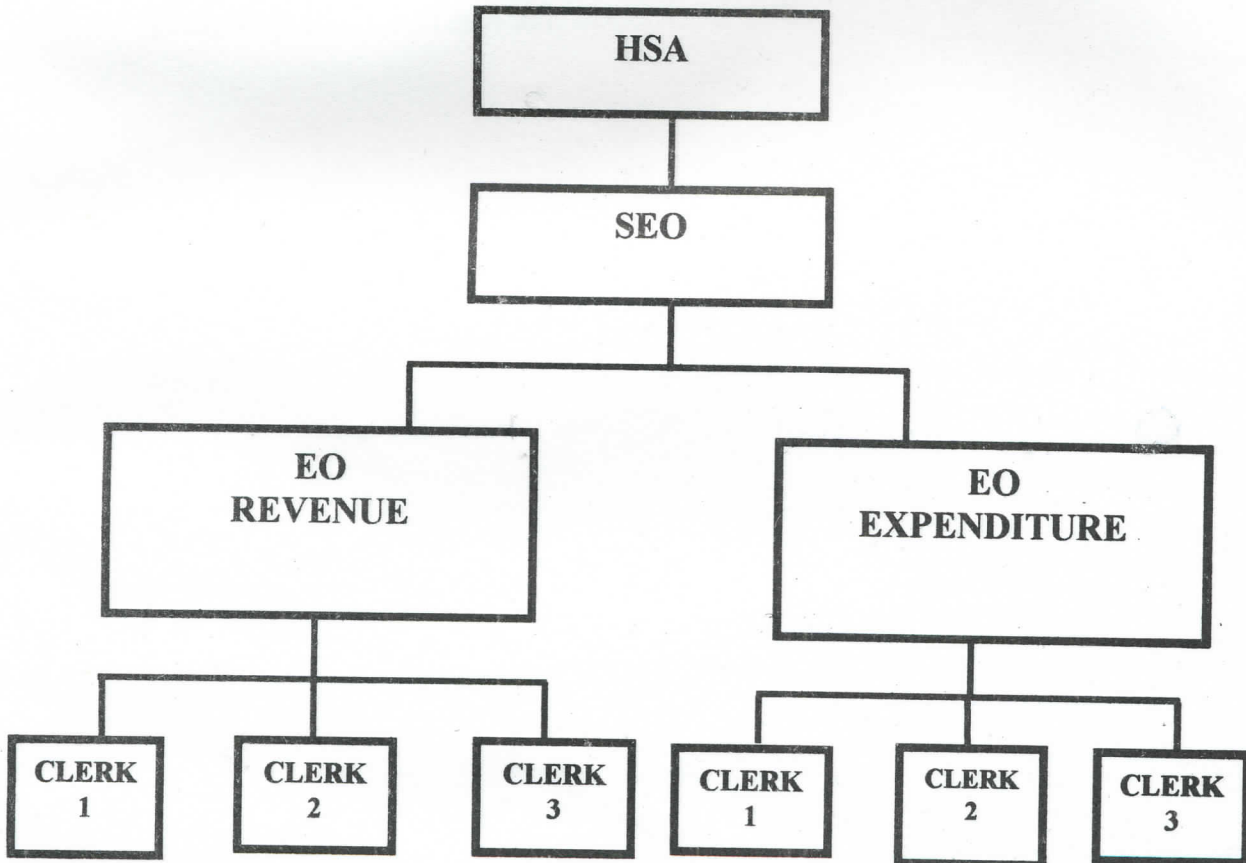 HSA
SEO
EO
REVENUE
EO
EXPENDITURE
CLERK
1
CLERK
2
CLERK
3
CLERK
1
CLERK
2
CLERK
3